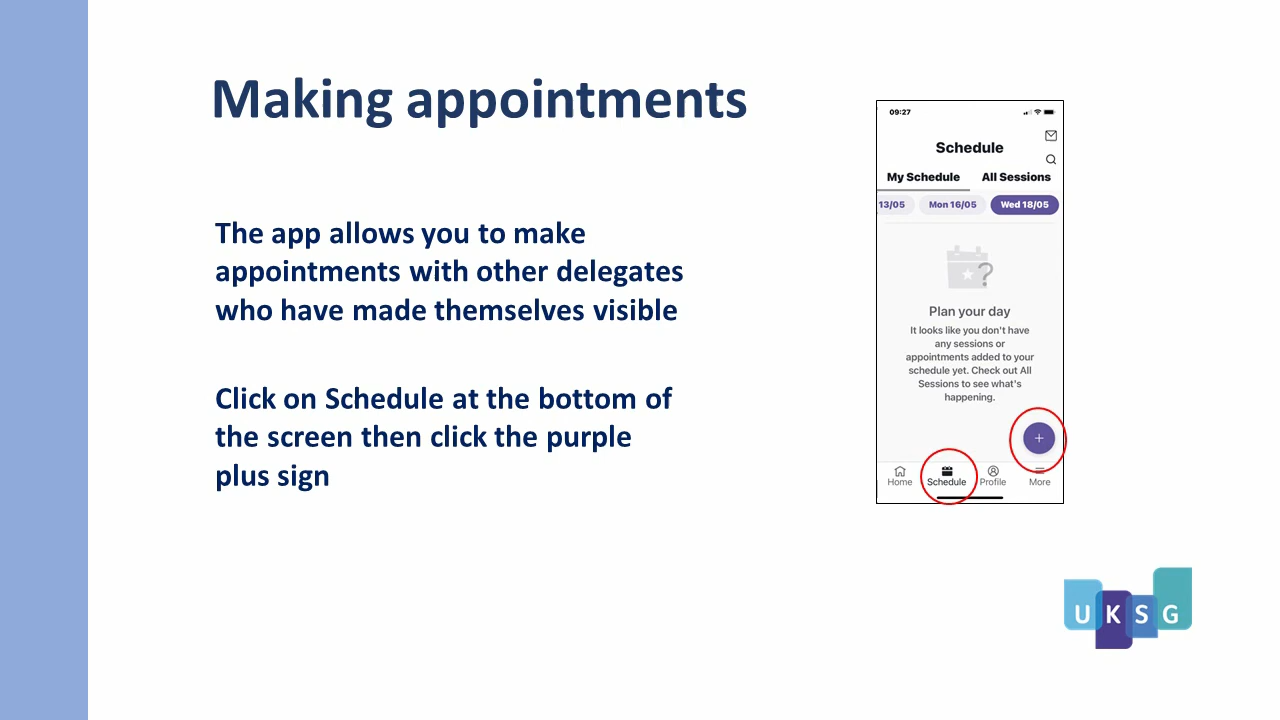 Making appointments
The app allows you to make
appointments with other delegates
who have made themselves visible
Click on Schedule at the bottom of
the screen then click the purple
plus sign
09:27
Schedule
My Schedule All Sessions
13/05 Mon 16/05 Wed 18/05
?
Plan your day
It looks like you don't have
any sessions or
appointments added to your
schedule yet. Check out All
Sessions to see what's
happening.
+
Home Schedule Profile More
UKSG